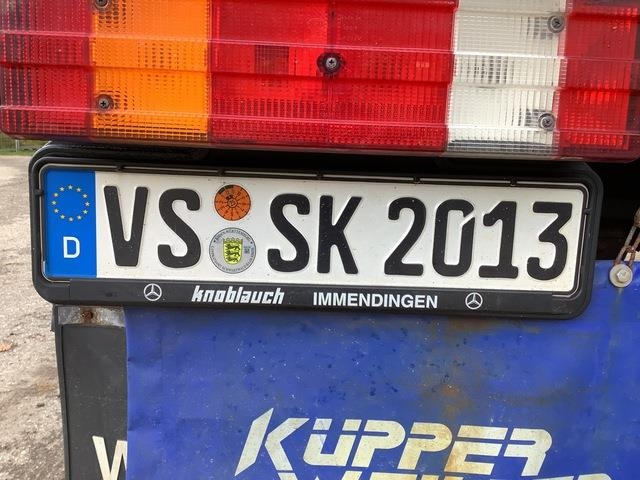 D VS SK 2013
knoblauch IMMENDINGEN
KÜPPER
W